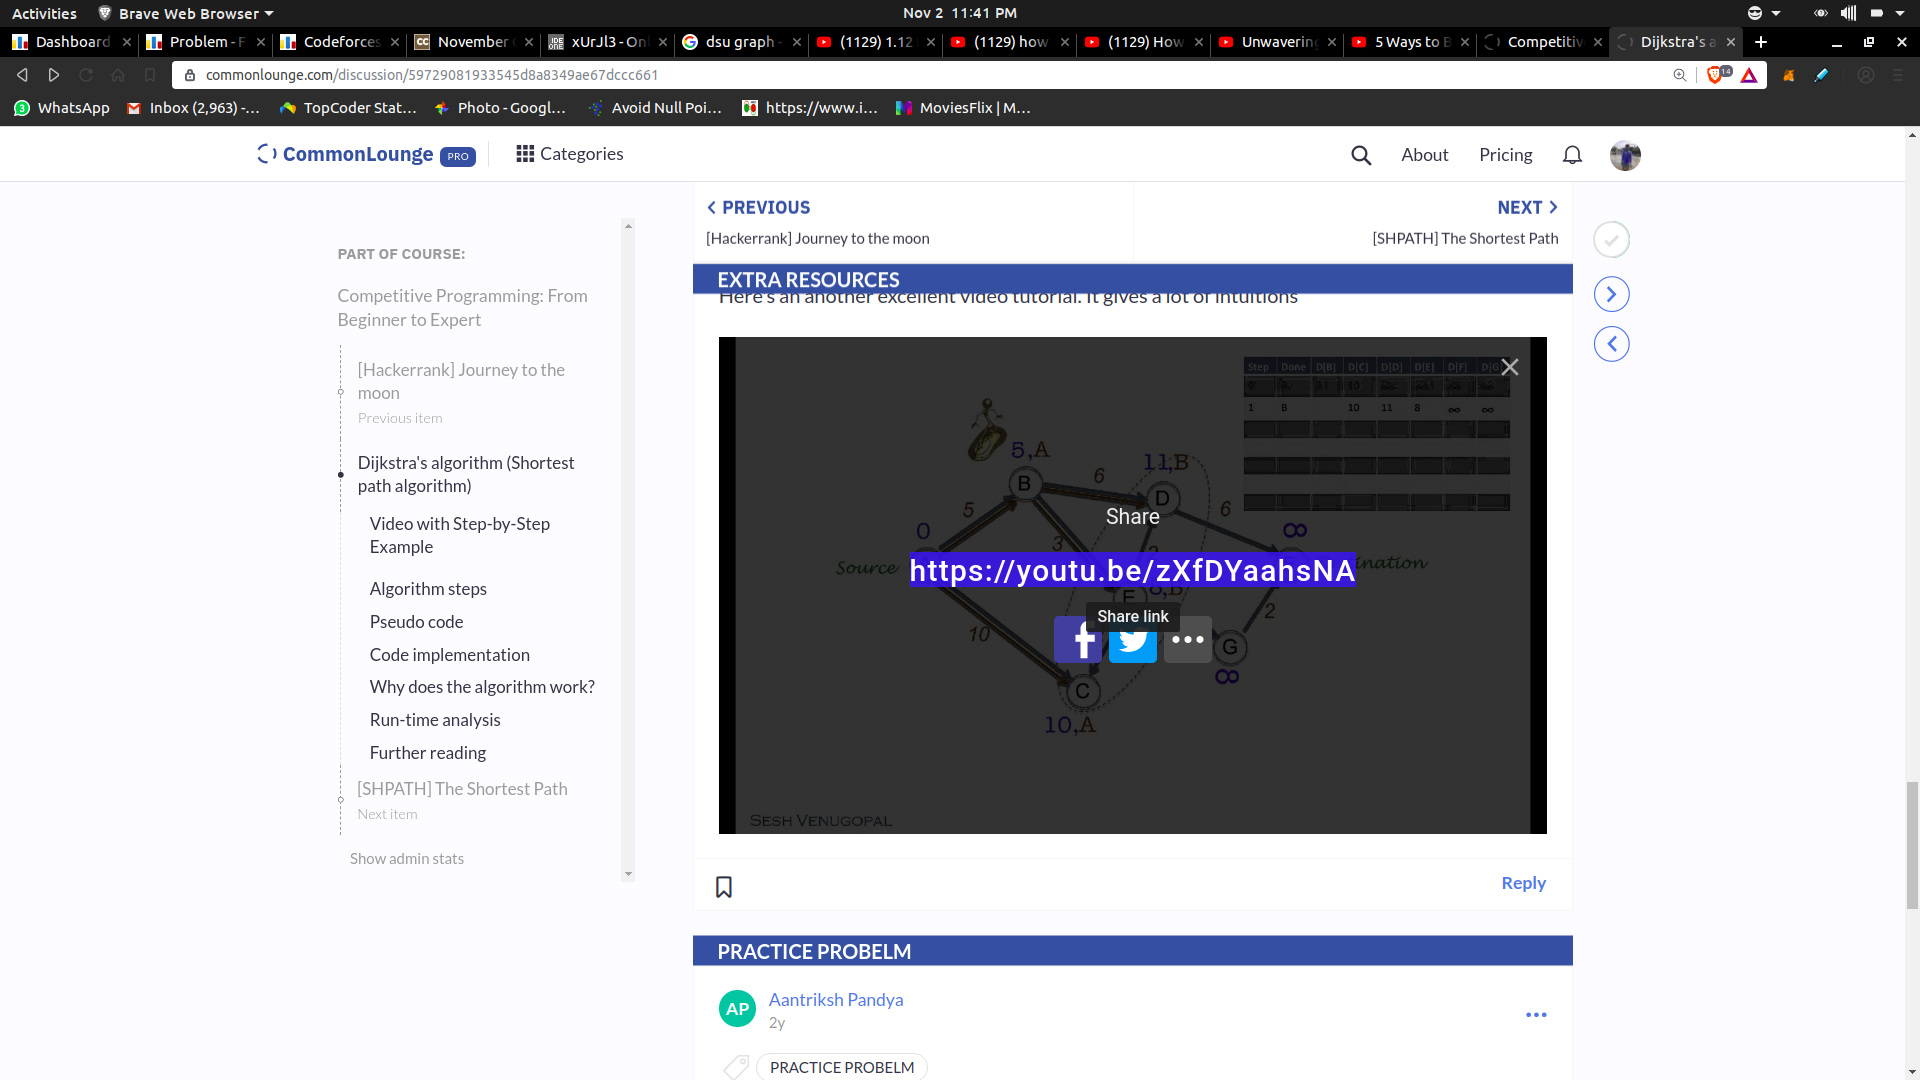 Activities Brave Web Browser Nov 2 11:41 PM
Dashboard Problem - F Codeforces November xUrJl3 - Onl dsu graph - (1129) 1.12 (1129) how (1129) How Unwavering 5 Ways to B Competitiv Dijkstra's a
commonlounge.com/discussion/59729081933545d8a8349ae67dccc661 14
WhatsApp Inbox (2,963) -... TopCoder Stat... Photo - Googl... Avoid Null Poi... https://www.i... MoviesFlix | M...
CommonLounge PRO Categories About Pricing
PREVIOUS NEXT
[Hackerrank] Journey to the moon [SHPATH] The Shortest Path
PART OF COURSE:
Competitive Programming: From
Beginner to Expert
[Hackerrank] Journey to the
moon
Previous item
Dijkstra's algorithm (Shortest
path algorithm)
Video with Step-by-Step
Example
Algorithm steps
Pseudo code
Code implementation
Why does the algorithm work?
Run-time analysis
Further reading
[SHPATH] The Shortest Path
Next item
Show admin stats
EXTRA RESOURCES
Here's an another excellent video tutorial. It gives a lot of intuitions
Step Done D[B] D[C] D[D] D[E] D[F] D[G]
1 B 10 11 8 ∞ ∞
5,A 11,B
B 6 D
5 6
0 3 ∞
Share
Source
https://youtu.be/zXfDYaahsNA
E
Share link
10 2
G
C ∞
10,A
SESH VENUGOPAL
Reply
PRACTICE PROBELM
AP Aantriksh Pandya
2y
PRACTICE PROBELM